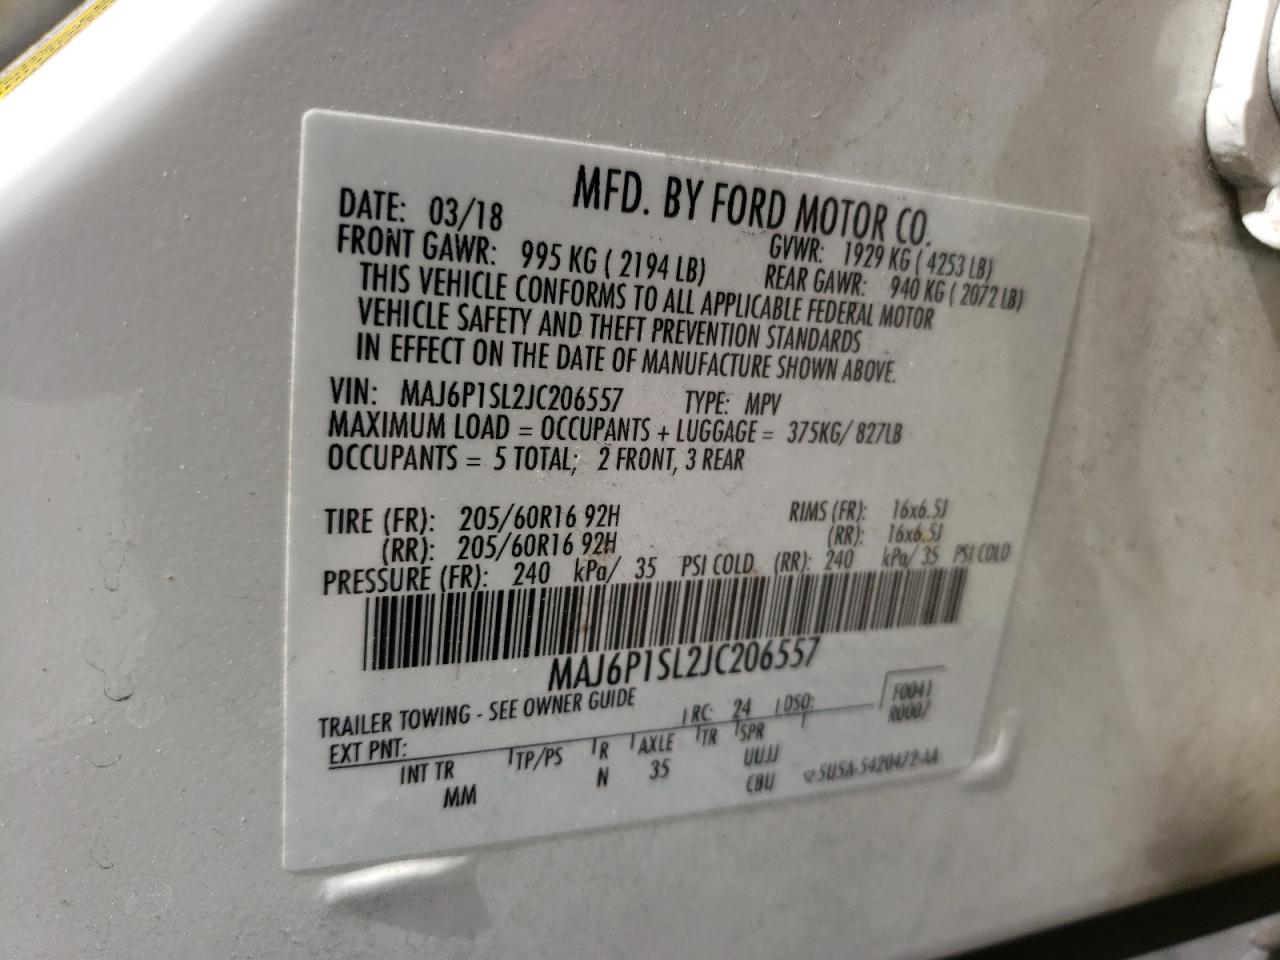 MFD. BY FORD MOTOR CO.
DATE: 03/18 GVWR: 1929 KG ( 4253 LB)
FRONT GAWR: 995 KG ( 2194 LB) REAR GAWR: 940 KG ( 2072 LB)
THIS VEHICLE CONFORMS TO ALL APPLICABLE FEDERAL MOTOR
VEHICLE SAFETY AND THEFT PREVENTION STANDARDS
IN EFFECT ON THE DATE OF MANUFACTURE SHOWN ABOVE.
VIN: MAJ6P1SL2JC206557 TYPE: MPV
MAXIMUM LOAD = OCCUPANTS + LUGGAGE = 375KG/ 827LB
OCCUPANTS = 5 TOTAL; 2 FRONT, 3 REAR
TIRE (FR): 205/60R16 92H RIMS (FR): 16x6.5J
(RR): 205/60R16 92H (RR): 16x6.5J
PRESSURE (FR): 240 kPa/ 35 PSI COLD (RR): 240 kPa/ 35 PSI COLD
MAJ6P1SL2JC206557
TRAILER TOWING - SEE OWNER GUIDE
EXT PNT: RC: 24 DSO: F0041
R0007
INT TR TP/PS R AXLE TR SPR
MM N 35 UUJJ
CBU 5U5A-5420472-AA